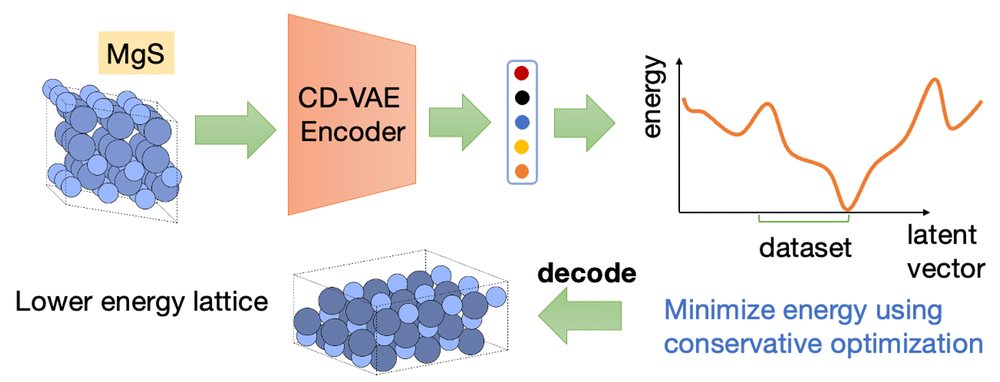 MgS
CD-VAE
Encoder
energy
dataset
latent
vector
Lower energy lattice
decode
Minimize energy using
conservative optimization